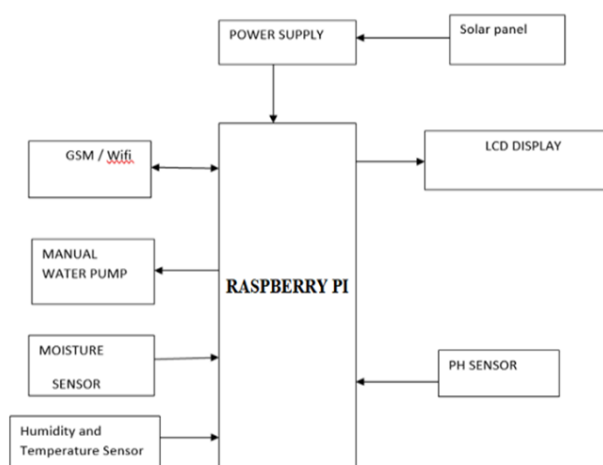 POWER SUPPLY
Solar panel
GSM / Wifi
LCD DISPLAY
MANUAL
WATER PUMP
RASPBERRY PI
MOISTURE
SENSOR
PH SENSOR
Humidity and
Temperature Sensor